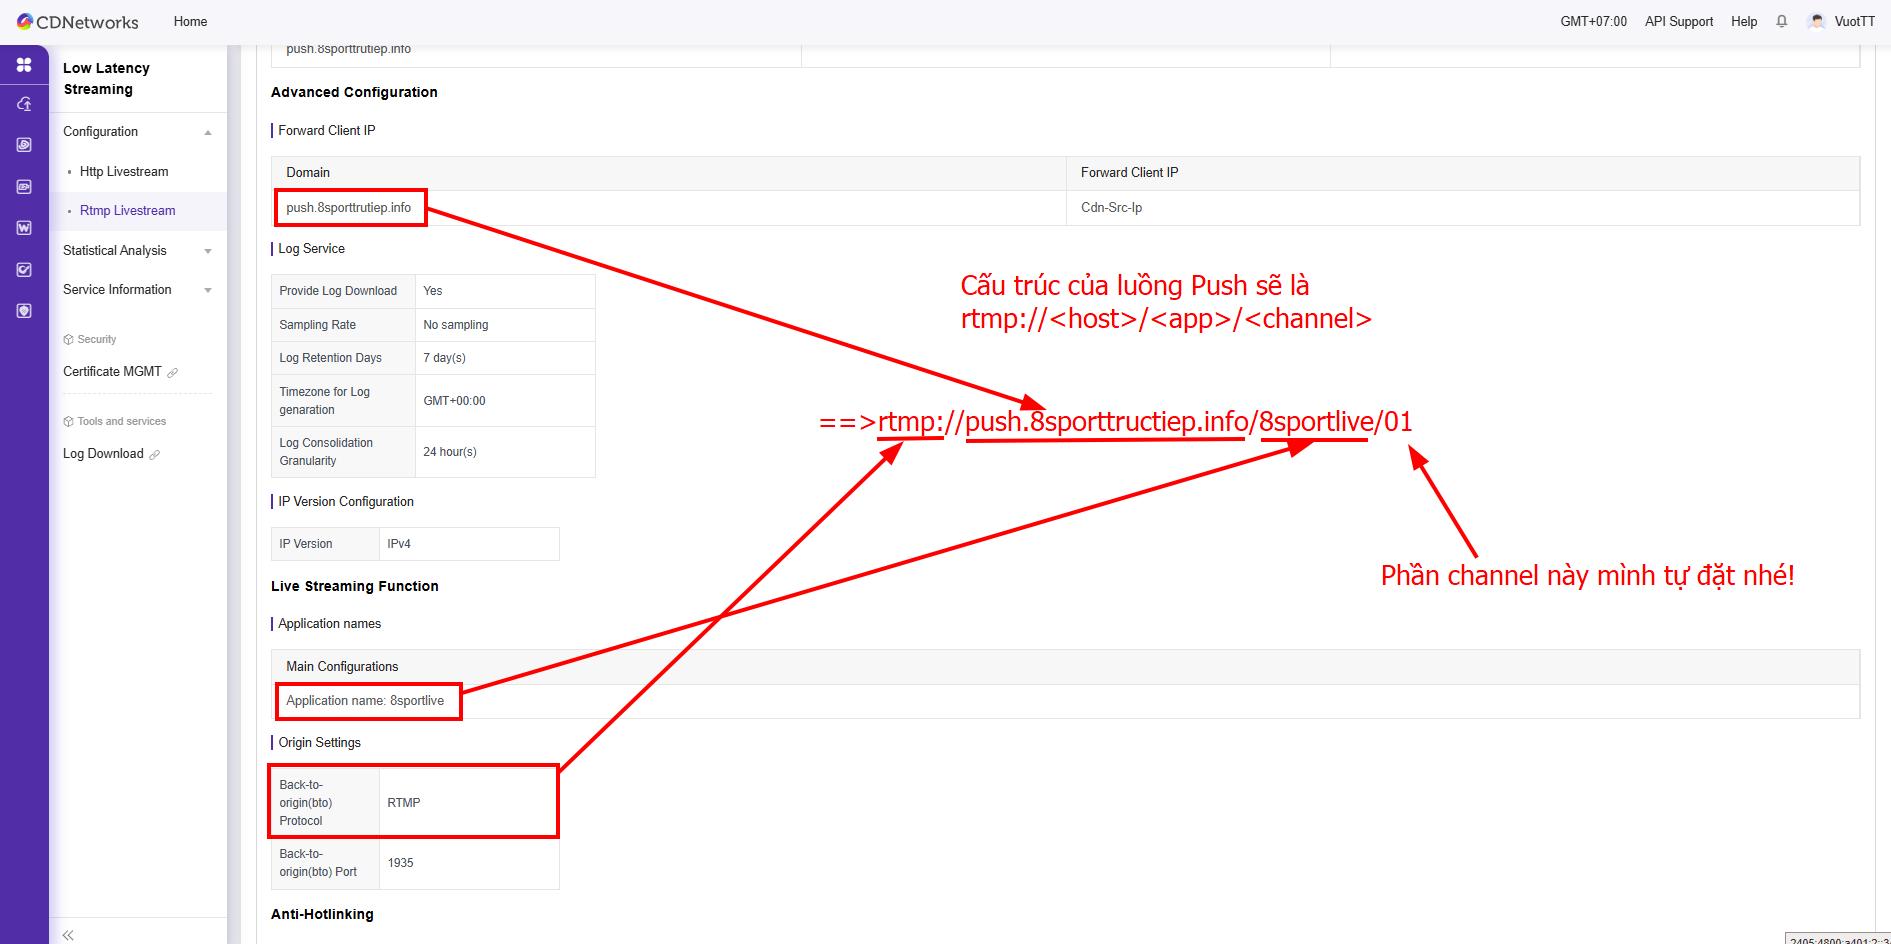 CDNetworks
Home
GMT+07:00
API Support
Help
VuotTT
Low Latency
Streaming
Configuration
Http Livestream
Rtmp Livestream
Statistical Analysis
Service Information
Security
Certificate MGMT
Tools and services
Log Download
push.8sporttrutiep.info
Advanced Configuration
Forward Client IP
Domain
Forward Client IP
push.8sporttrutiep.info
Cdn-Src-Ip
Log Service
Provide Log Download
Yes
Sampling Rate
No sampling
Log Retention Days
7 day(s)
Timezone for Log
genaration
GMT+00:00
Log Consolidation
Granularity
24 hour(s)
IP Version Configuration
IP Version
IPv4
Live Streaming Function
Application names
Main Configurations
Application name: 8sportlive
Origin Settings
Back-to-
origin(bto)
Protocol
RTMP
Back-to-
origin(bto) Port
1935
Anti-Hotlinking
Cấu trúc của luồng Push sẽ là
rtmp://<host>/<app>/<channel>
==>rtmp://push.8sporttructiep.info/8sportlive/01
Phần channel này mình tự đặt nhé!